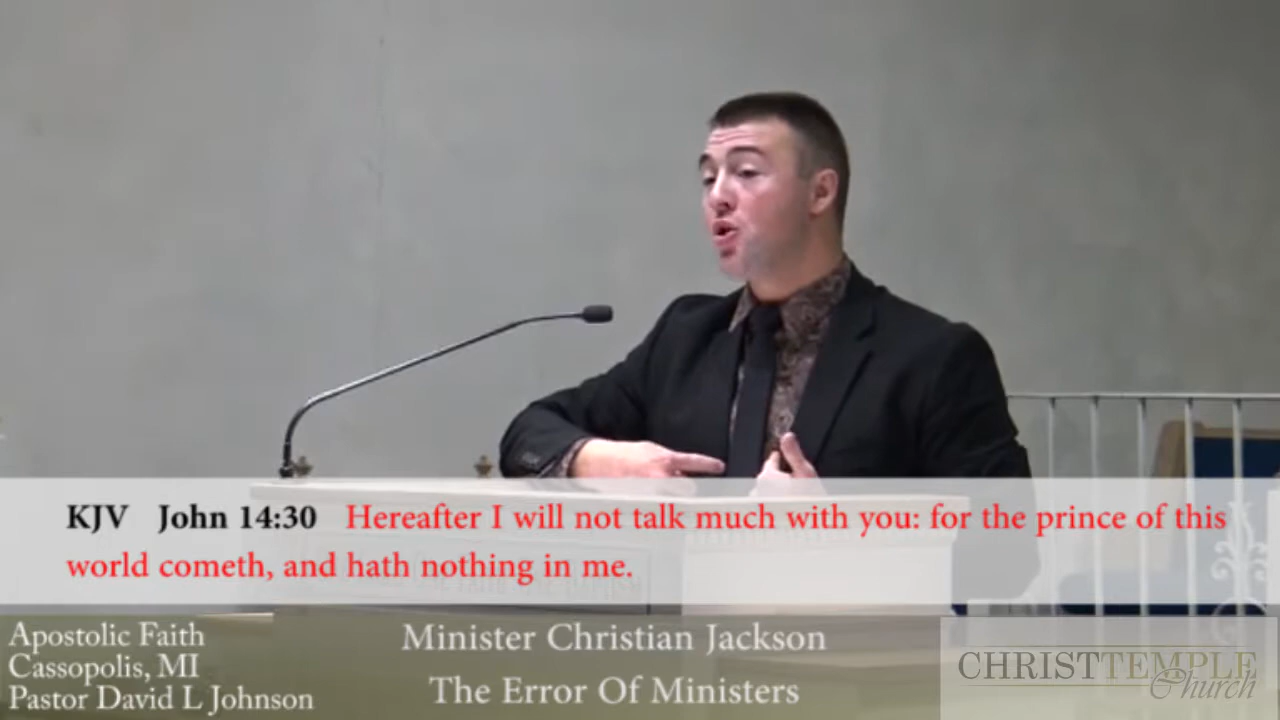 KJV John 14:30 Hereafter I will not talk much with you: for the prince of this
world cometh, and hath nothing in me.
Apostolic Faith
Cassopolis, MI
Pastor David L Johnson
Minister Christian Jackson
The Error Of Ministers
CHRISTTEMPLE
Church